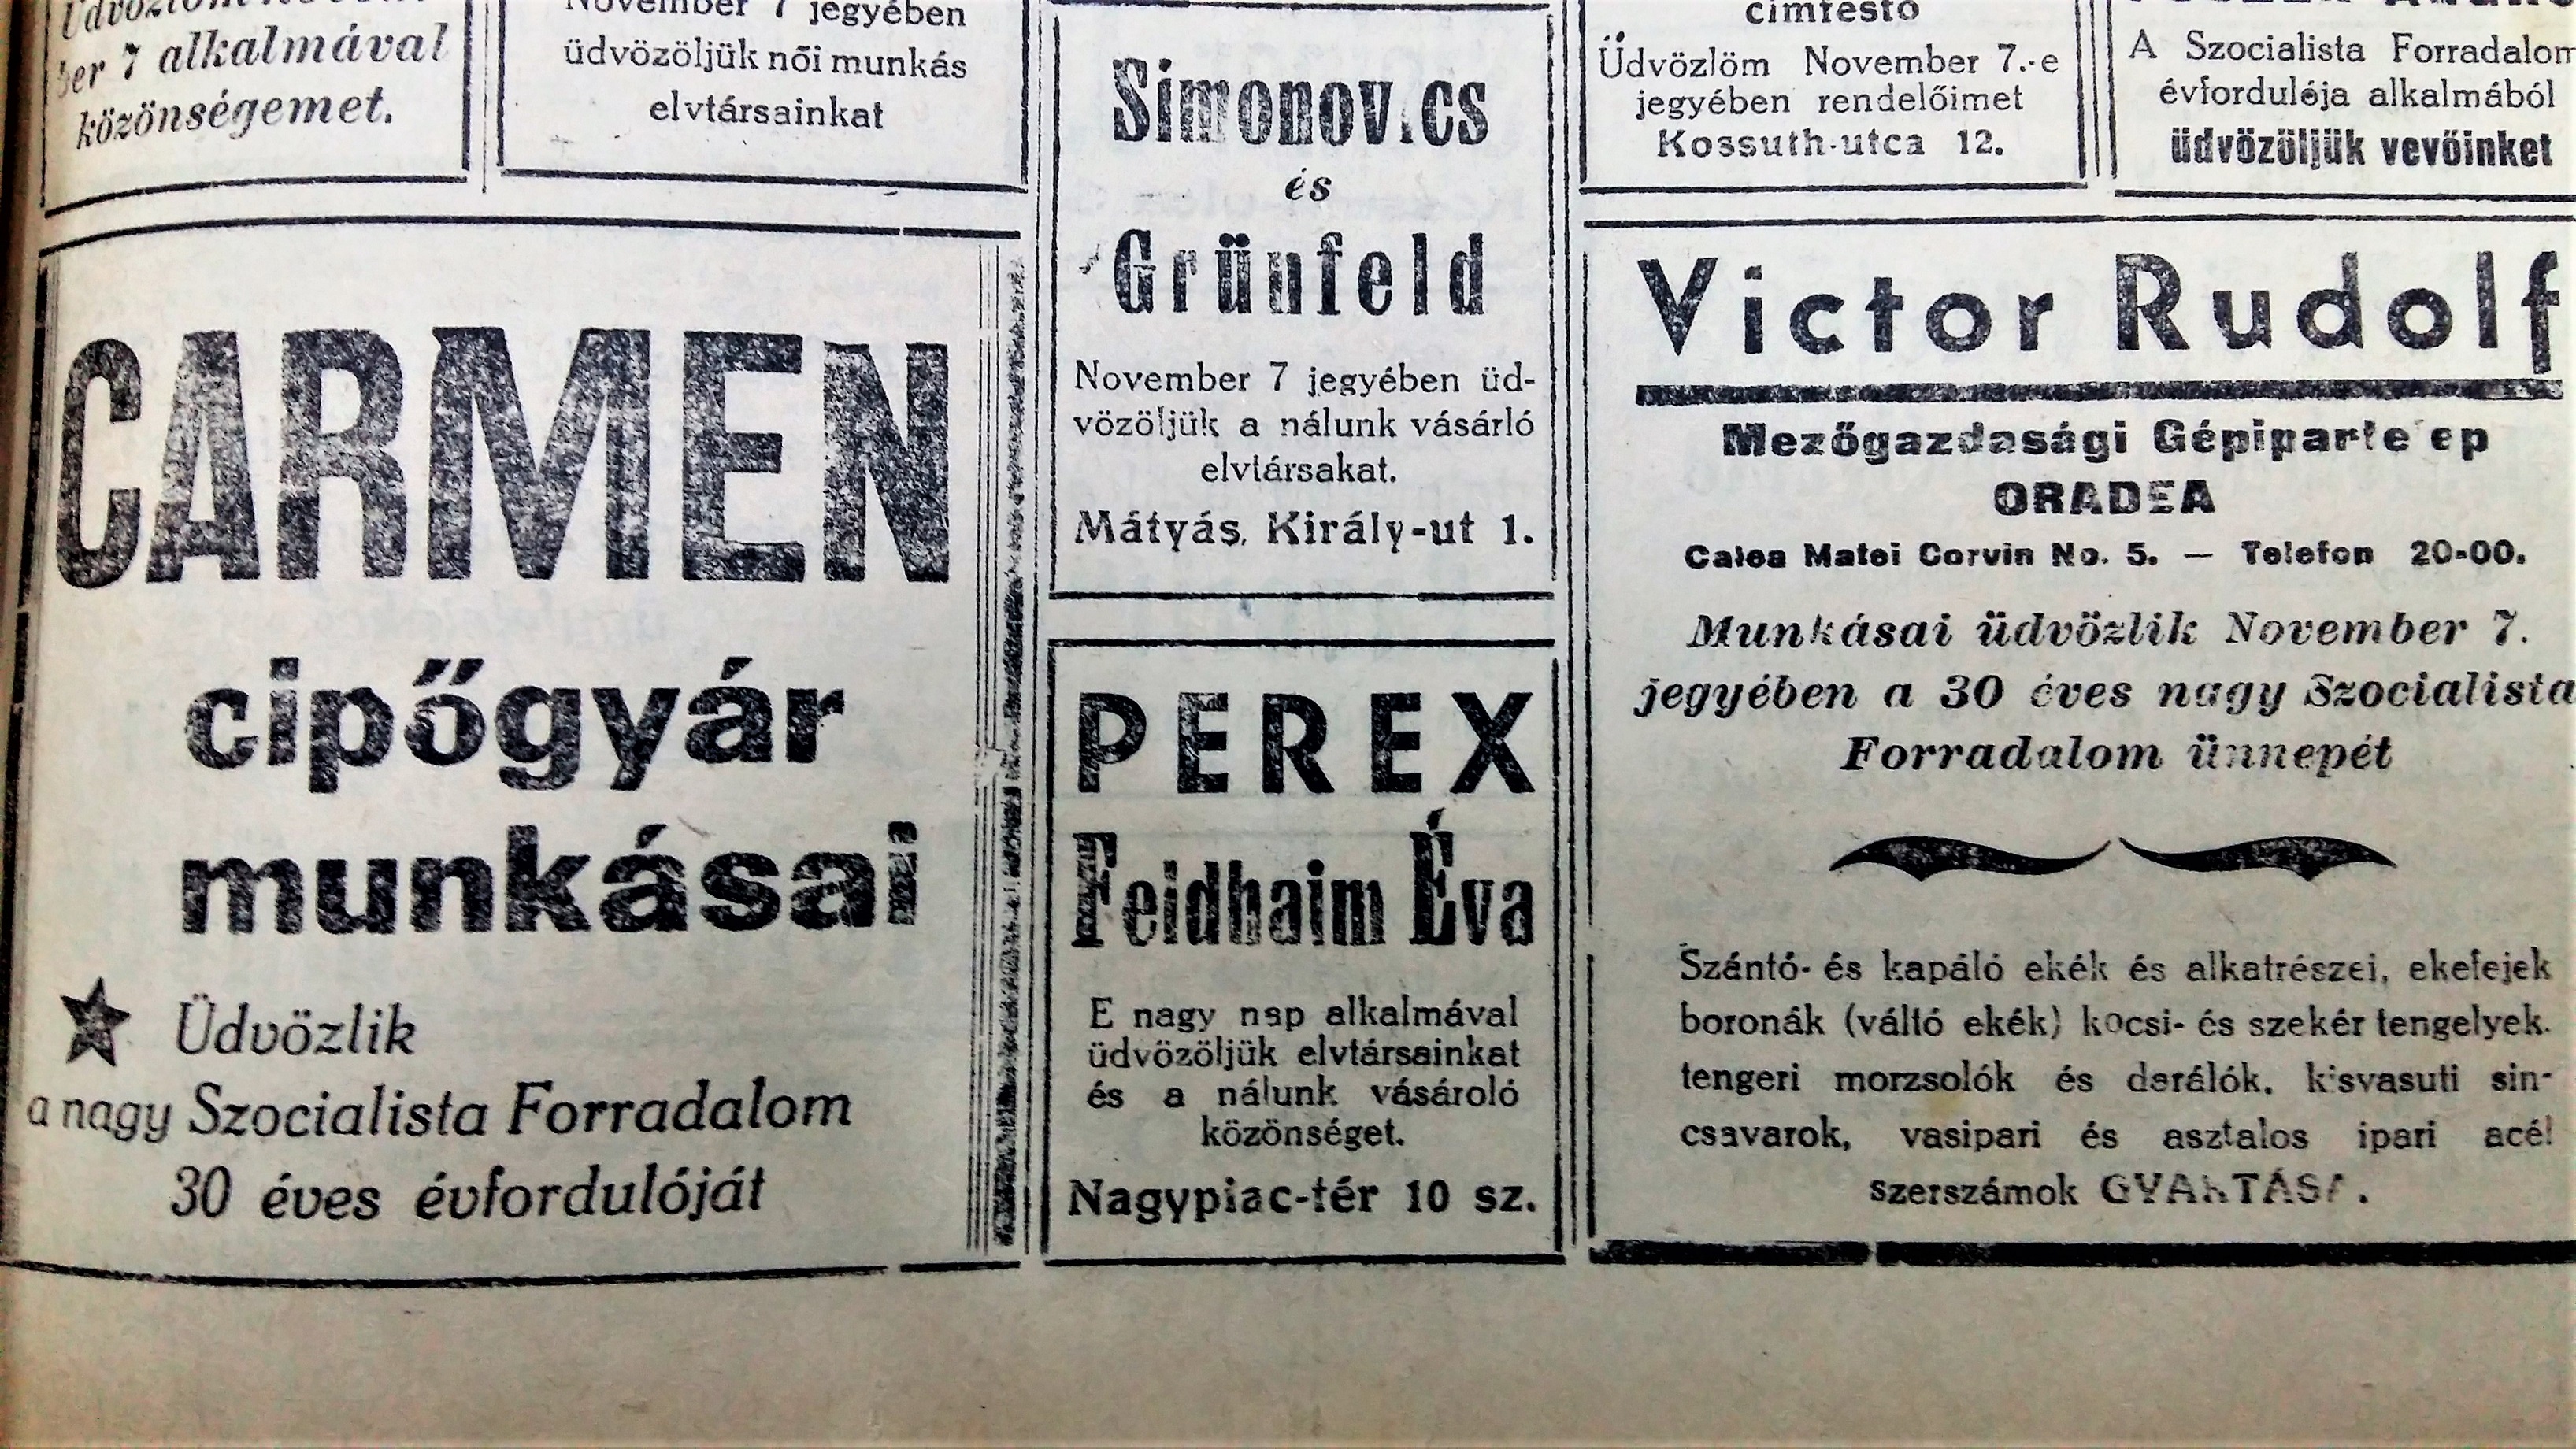 ber 7 alkalmával
közönségemet.
November 7 jegyében
üdvözöljük női munkás
elvtársainkat
Simonov.cs
és
Grünfeld
November 7 jegyében üd-
vözöljük a nálunk vásárló
elvtársakat.
Mátyás, Király-ut 1.
címfestő
Üdvözlöm November 7.-e
jegyében rendelőimet
Kossuth-utca 12.
A Szocialista Forradalom
évfordulója alkalmából
üdvözöljük vevőinket
CARMEN
cipőgyár
munkásai
Üdvözlik
a nagy Szocialista Forradalom
30 éves évfordulóját
PEREX
Feidhaim Éva
E nagy nap alkalmával
üdvözöljük elvtársainkat
és a nálunk vásároló
közönséget.
Nagypiac-tér 10 sz.
Victor Rudolf
Mezőgazdasági Gépiparte ep
ORADEA
Calea Matei Corvin No. 5. — Telefon 20-00.
Munkásai üdvözlik November 7.
jegyében a 30 éves nagy Szocialista
Forradalom ünnepét
Szántó- és kapáló ekék és alkatrészei, ekefejek
boronák (váltó ekék) kocsi- és szekér tengelyek.
tengeri morzsolók és darálók. kisvasuti sin-
csavarok, vasipari és asztalos ipari acél
szerszámok GYARTÁSA.